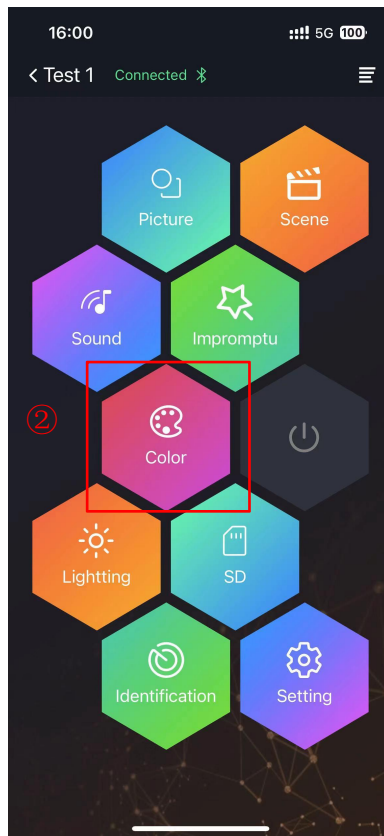 16:00
5G 100
Test 1 Connected
Picture
Scene
Sound
Impromptu
②
Color
Lightting
SD
Identification
Setting